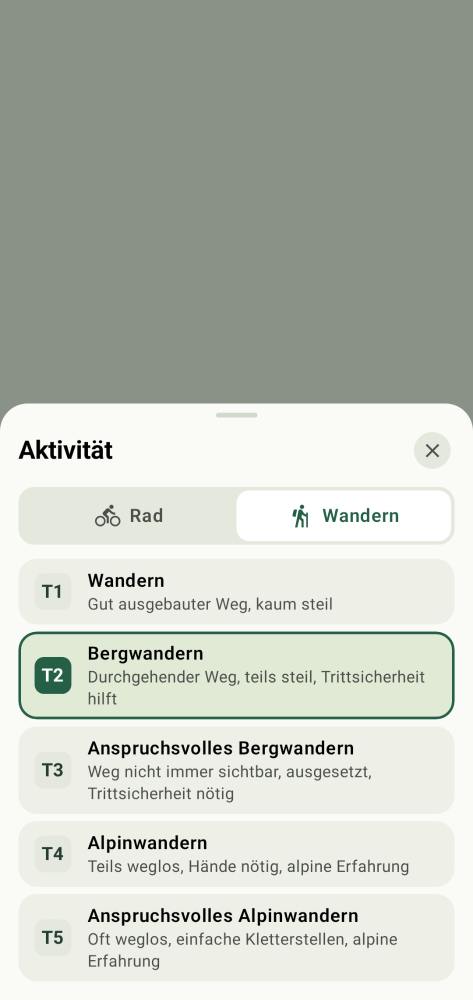 Aktivität
Rad
Wandern
T1
Wandern
Gut ausgebauter Weg, kaum steil
T2
Bergwandern
Durchgehender Weg, teils steil, Trittsicherheit
hilft
T3
Anspruchsvolles Bergwandern
Weg nicht immer sichtbar, ausgesetzt,
Trittsicherheit nötig
T4
Alpinwandern
Teils weglos, Hände nötig, alpine Erfahrung
T5
Anspruchsvolles Alpinwandern
Oft weglos, einfache Kletterstellen, alpine
Erfahrung